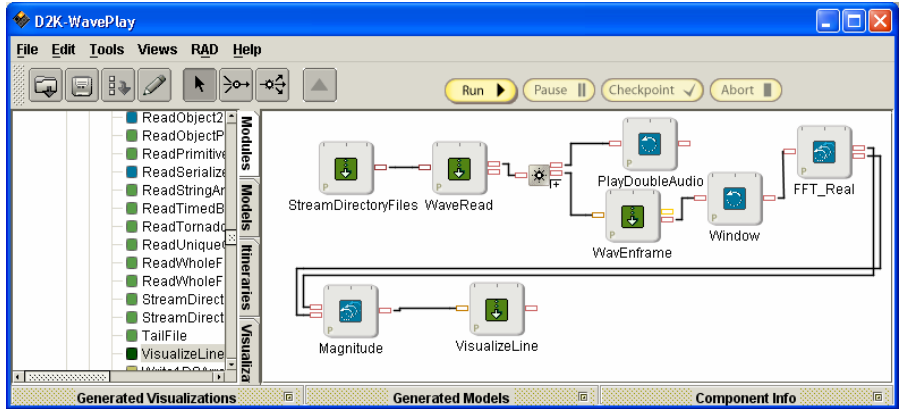 D2K-WavePlay
File Edit Tools Views RAD Help
Run Pause Checkpoint Abort
ReadObject2
ReadObjectP
ReadPrimitive
ReadSerialize
ReadStringAr
ReadTimedB
ReadTornado
ReadUnique
ReadWholeF
ReadWholeF
StreamDirect
StreamDirect
TailFile
VisualizeLine
Modules
Models
Itineraries
Visualiza
StreamDirectoryFiles
WaveRead
PlayDoubleAudio
WavEnframe
Window
FFT_Real
Magnitude
VisualizeLine
P
P
P
P
P
P
P
P
Generated Visualizations
Generated Models
Component Info